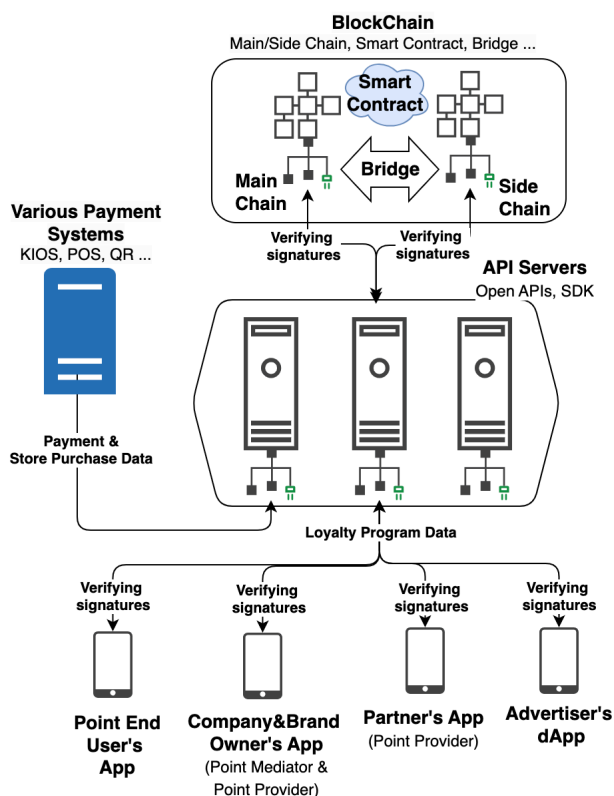 BlockChain
Main/Side Chain, Smart Contract, Bridge ...
Smart
Contract
Bridge
Main
Chain
Side
Chain
Various Payment
Systems
KIOS, POS, QR ...
Verifying
signatures
Verifying
signatures
API Servers
Open APIs, SDK
Payment &
Store Purchase Data
Loyalty Program Data
Verifying
signatures
Verifying
signatures
Verifying
signatures
Verifying
signatures
Point End
User's
App
Company&Brand
Owner's App
(Point Mediator &
Point Provider)
Partner's App
(Point Provider)
Advertiser's
dApp